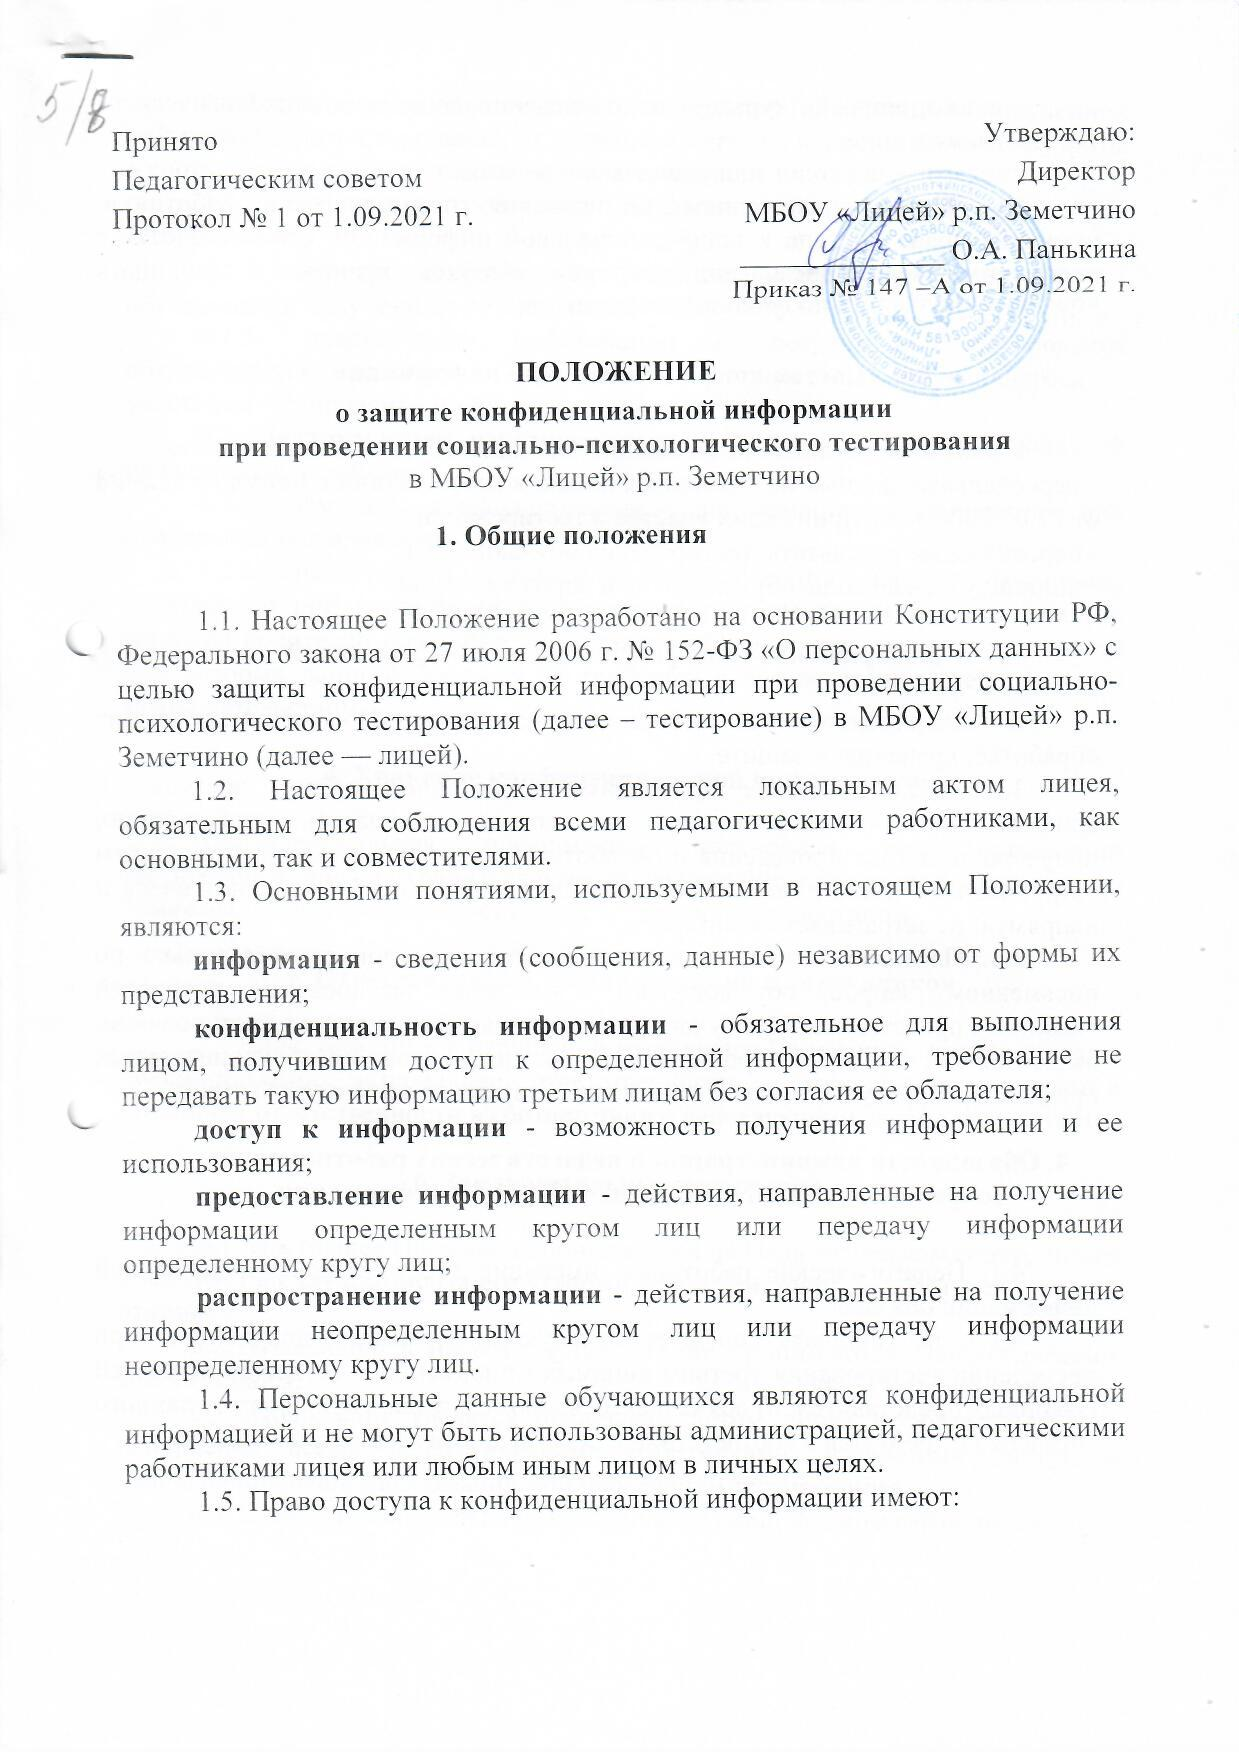 5/8
Принято
Педагогическим советом
Протокол № 1 от 1.09.2021 г.
Утверждаю:
Директор
МБОУ «Лицей» р.п. Земетчино
______________ О.А. Панькина
Приказ № 147 –А от 1.09.2021 г.
ПОЛОЖЕНИЕ
о защите конфиденциальной информации
при проведении социально-психологического тестирования
в МБОУ «Лицей» р.п. Земетчино
1. Общие положения
1.1. Настоящее Положение разработано на основании Конституции РФ,
Федерального закона от 27 июля 2006 г. № 152-ФЗ «О персональных данных» с
целью защиты конфиденциальной информации при проведении социально-
психологического тестирования (далее – тестирование) в МБОУ «Лицей» р.п.
Земетчино (далее — лицей).
1.2. Настоящее Положение является локальным актом лицея,
обязательным для соблюдения всеми педагогическими работниками, как
основными, так и совместителями.
1.3. Основными понятиями, используемыми в настоящем Положении,
являются:
информация - сведения (сообщения, данные) независимо от формы их
представления;
конфиденциальность информации - обязательное для выполнения
лицом, получившим доступ к определенной информации, требование не
передавать такую информацию третьим лицам без согласия ее обладателя;
доступ к информации - возможность получения информации и ее
использования;
предоставление информации - действия, направленные на получение
информации определенным кругом лиц или передачу информации
определенному кругу лиц;
распространение информации - действия, направленные на получение
информации неопределенным кругом лиц или передачу информации
неопределенному кругу лиц.
1.4. Персональные данные обучающихся являются конфиденциальной
информацией и не могут быть использованы администрацией, педагогическими
работниками лицея или любым иным лицом в личных целях.
1.5. Право доступа к конфиденциальной информации имеют: